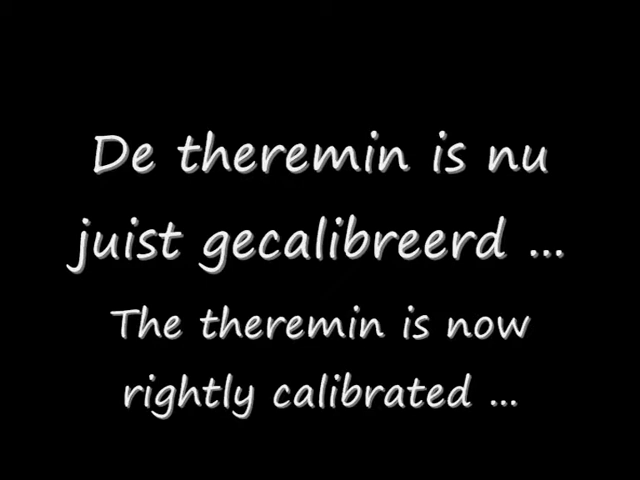 De theremin is nu
juist gecalibreerd ...
The theremin is now
rightly calibrated ...